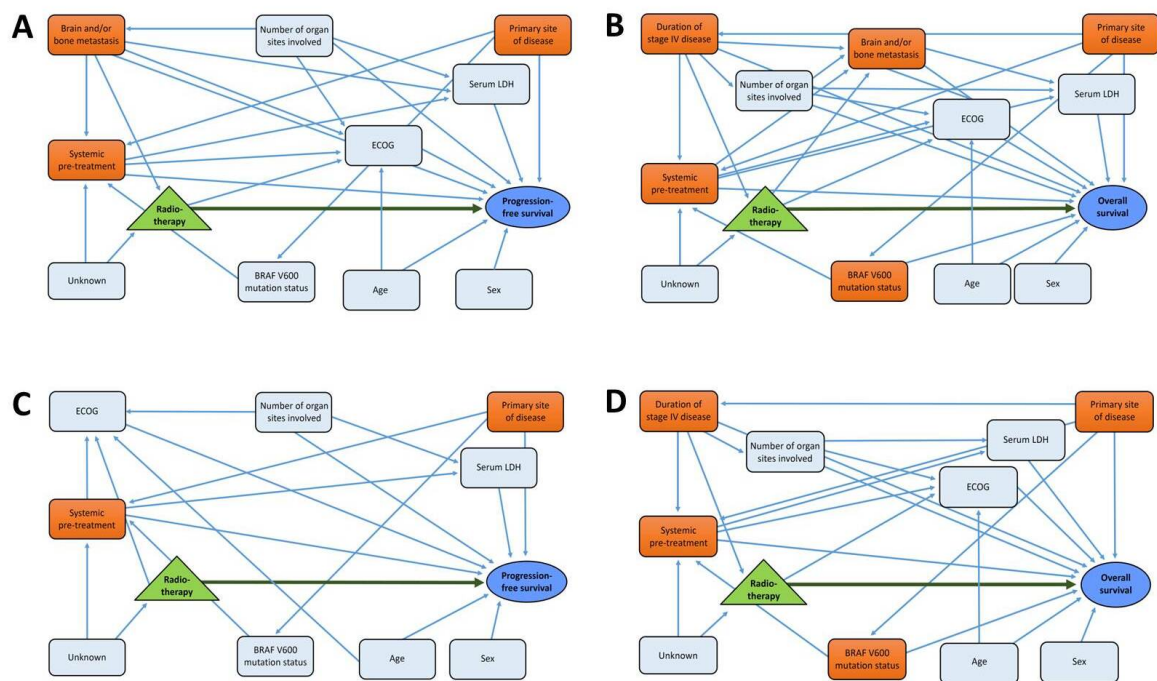 A
Brain and/or
bone metastasis
Number of organ
sites involved
Primary site
of disease
Serum LDH
ECOG
Systemic
pre-treatment
Radio-
therapy
Progression-
free survival
Unknown
BRAF V600
mutation status
Age
Sex
B
Duration of
stage IV disease
Brain and/or
bone metastasis
Primary site
of disease
Number of organ
sites involved
Serum LDH
ECOG
Systemic
pre-treatment
Radio-
therapy
Overall
survival
Unknown
BRAF V600
mutation status
Age
Sex
C
ECOG
Number of organ
sites involved
Primary site
of disease
Serum LDH
Systemic
pre-treatment
Radio-
therapy
Progression-
free survival
Unknown
BRAF V600
mutation status
Age
Sex
D
Duration of
stage IV disease
Primary site
of disease
Number of organ
sites involved
Serum LDH
ECOG
Systemic
pre-treatment
Radio-
therapy
Overall
survival
Unknown
BRAF V600
mutation status
Age
Sex